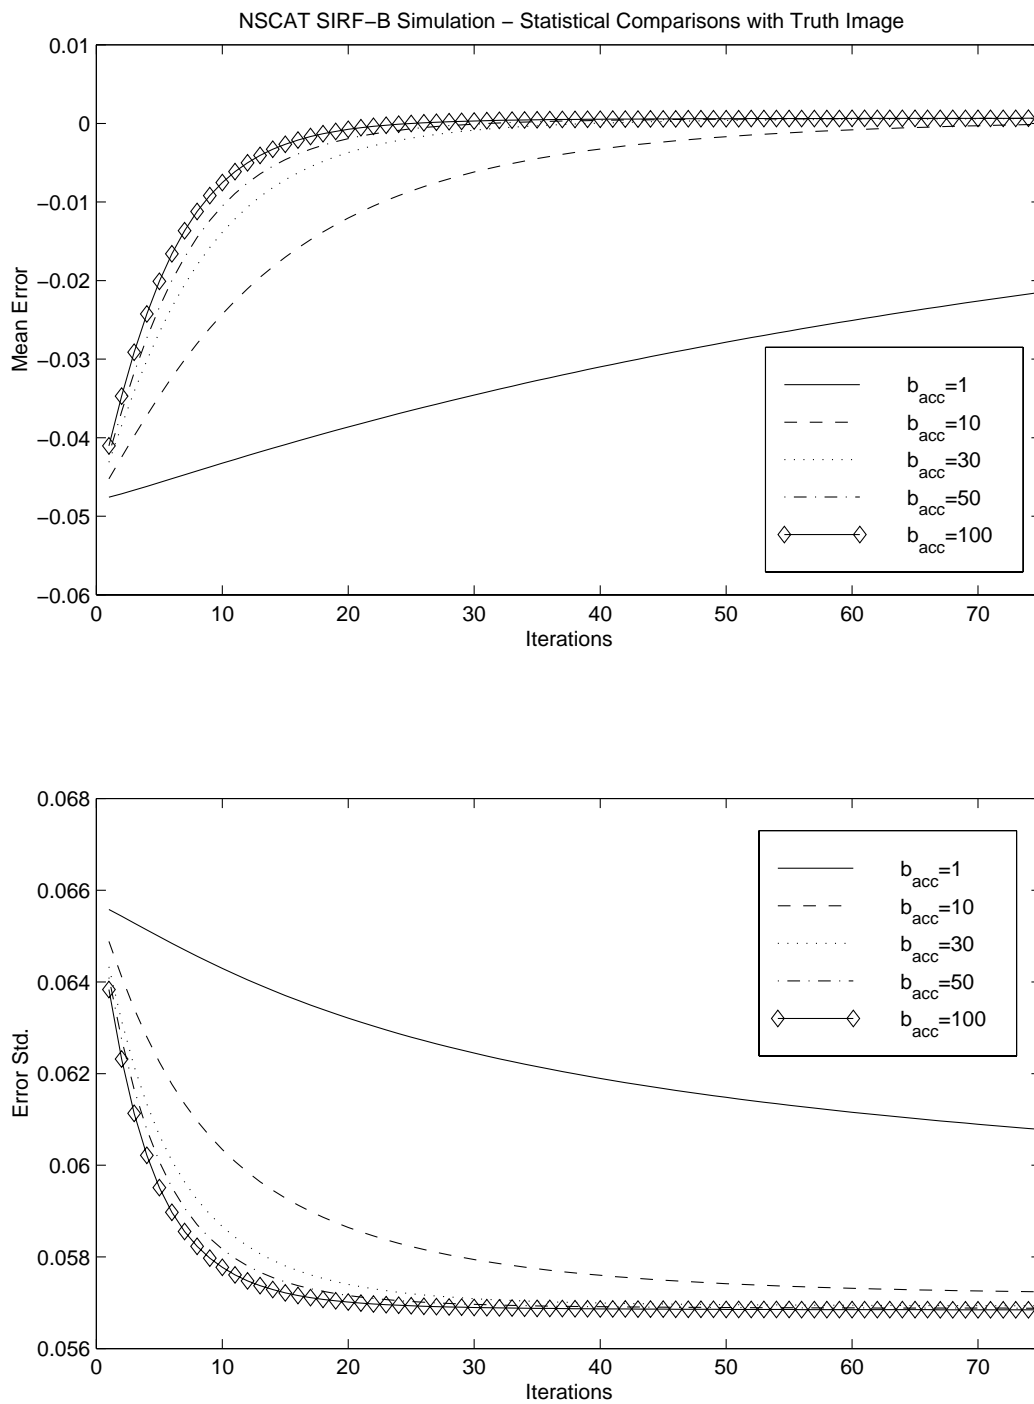 NSCAT SIRF−B Simulation − Statistical Comparisons with Truth Image
0.01
0
−0.01
−0.02
−0.03
−0.04
−0.05
−0.06
Mean Error
b_acc=1
b_acc=10
b_acc=30
b_acc=50
b_acc=100
0 10 20 30 40 50 60 70
Iterations
0.068
0.066
0.064
0.062
0.06
0.058
0.056
Error Std.
b_acc=1
b_acc=10
b_acc=30
b_acc=50
b_acc=100
0 10 20 30 40 50 60 70
Iterations